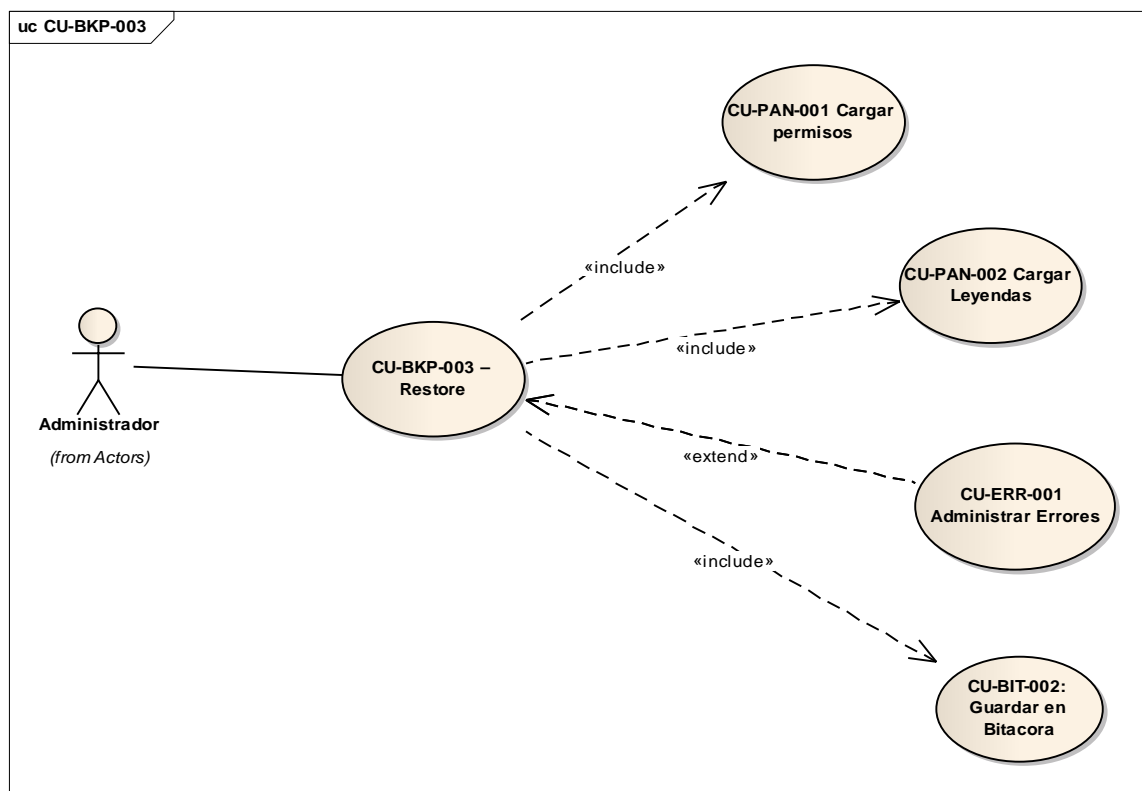 uc CU-BKP-003
CU-PAN-001 Cargar
permisos
«include»
CU-PAN-002 Cargar
Leyendas
«include»
CU-BKP-003 –
Restore
Administrador
(from Actors)
«extend»
CU-ERR-001
Administrar Errores
«include»
CU-BIT-002:
Guardar en
Bitacora